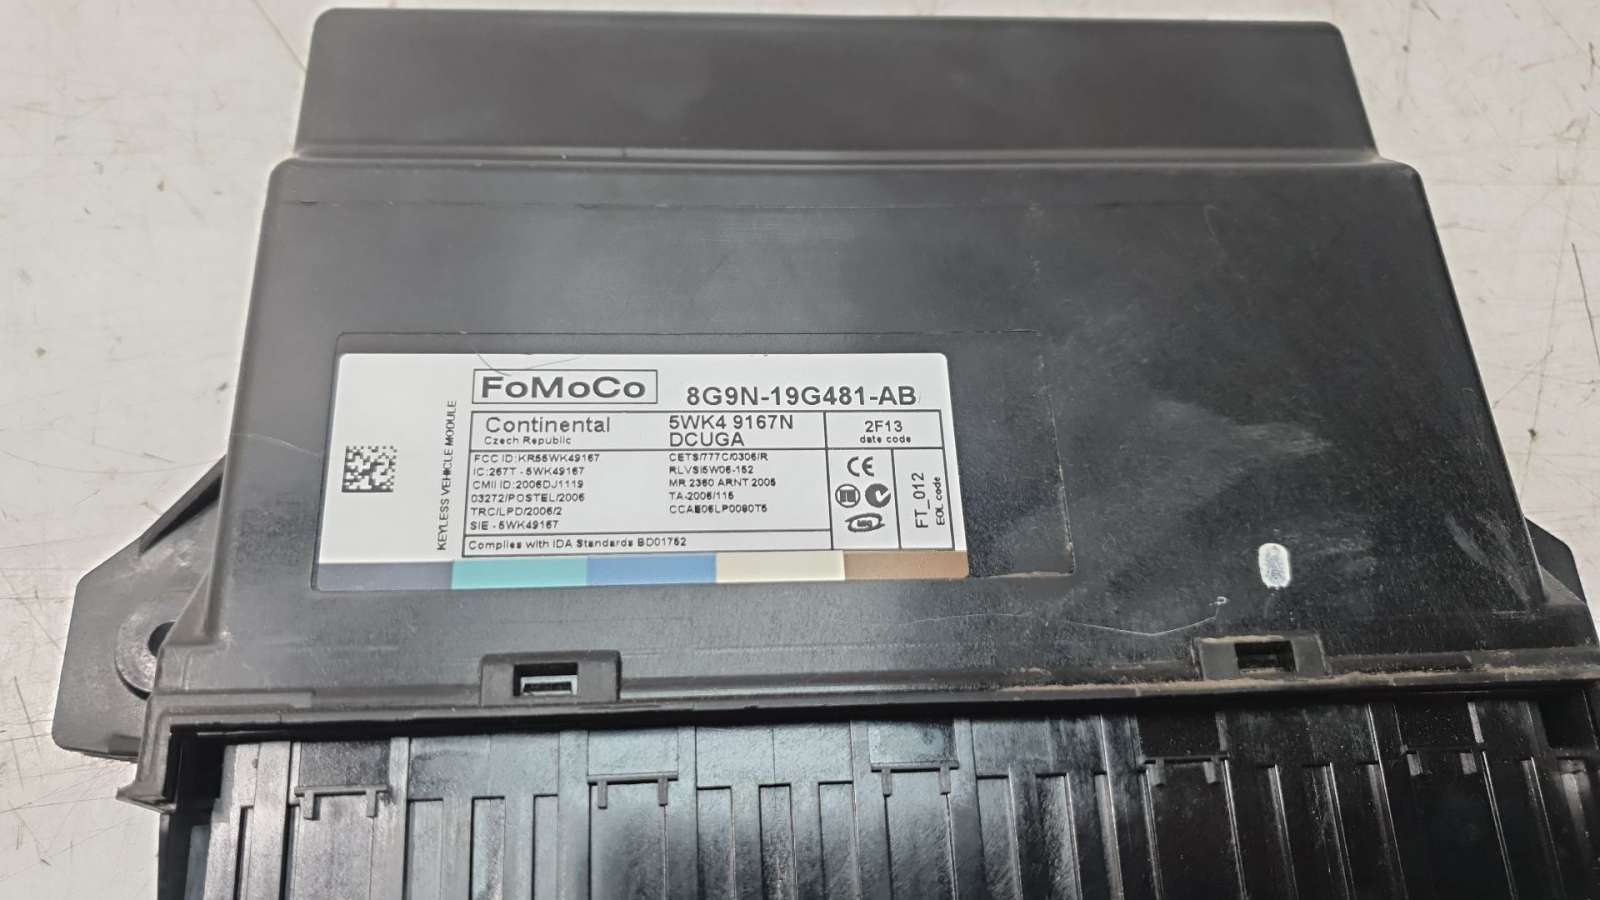 FoMoCo 8G9N-19G481-AB
KEYLESS VEHICLE MODULE
Continental 5WK4 9167N
Czech Republic DCUGA
2F13
date code
FCC ID:KR55WK49167 CETS/777C/0306/R
IC:267T - 5WK49167 RLVSI5W06-152
CMII ID:2006DJ1119 MR 2360 ARNT 2005
03272/POSTEL/2006 TA-2006/115
TRC/LPD/2006/2 CCAB06LP0080T5
SIE - 5WK49167
Complies with IDA Standards BD01752
CE
FT_012
EOL code